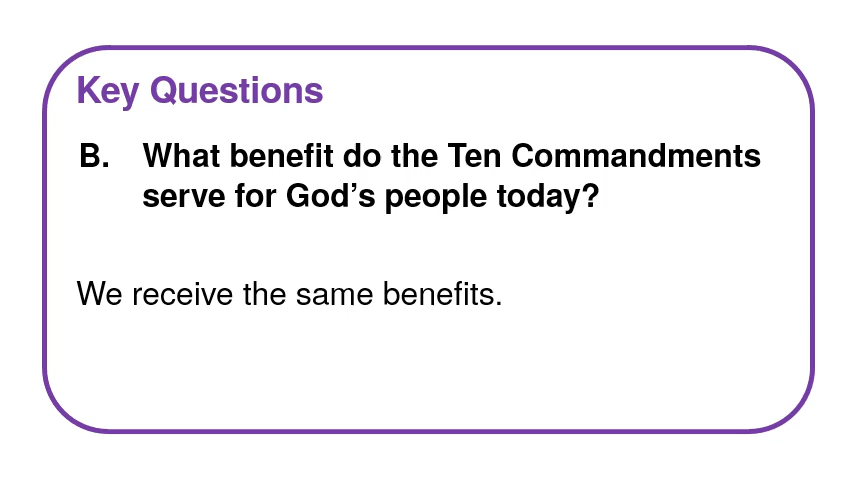 Key Questions
B. What benefit do the Ten Commandments
serve for God’s people today?
We receive the same benefits.